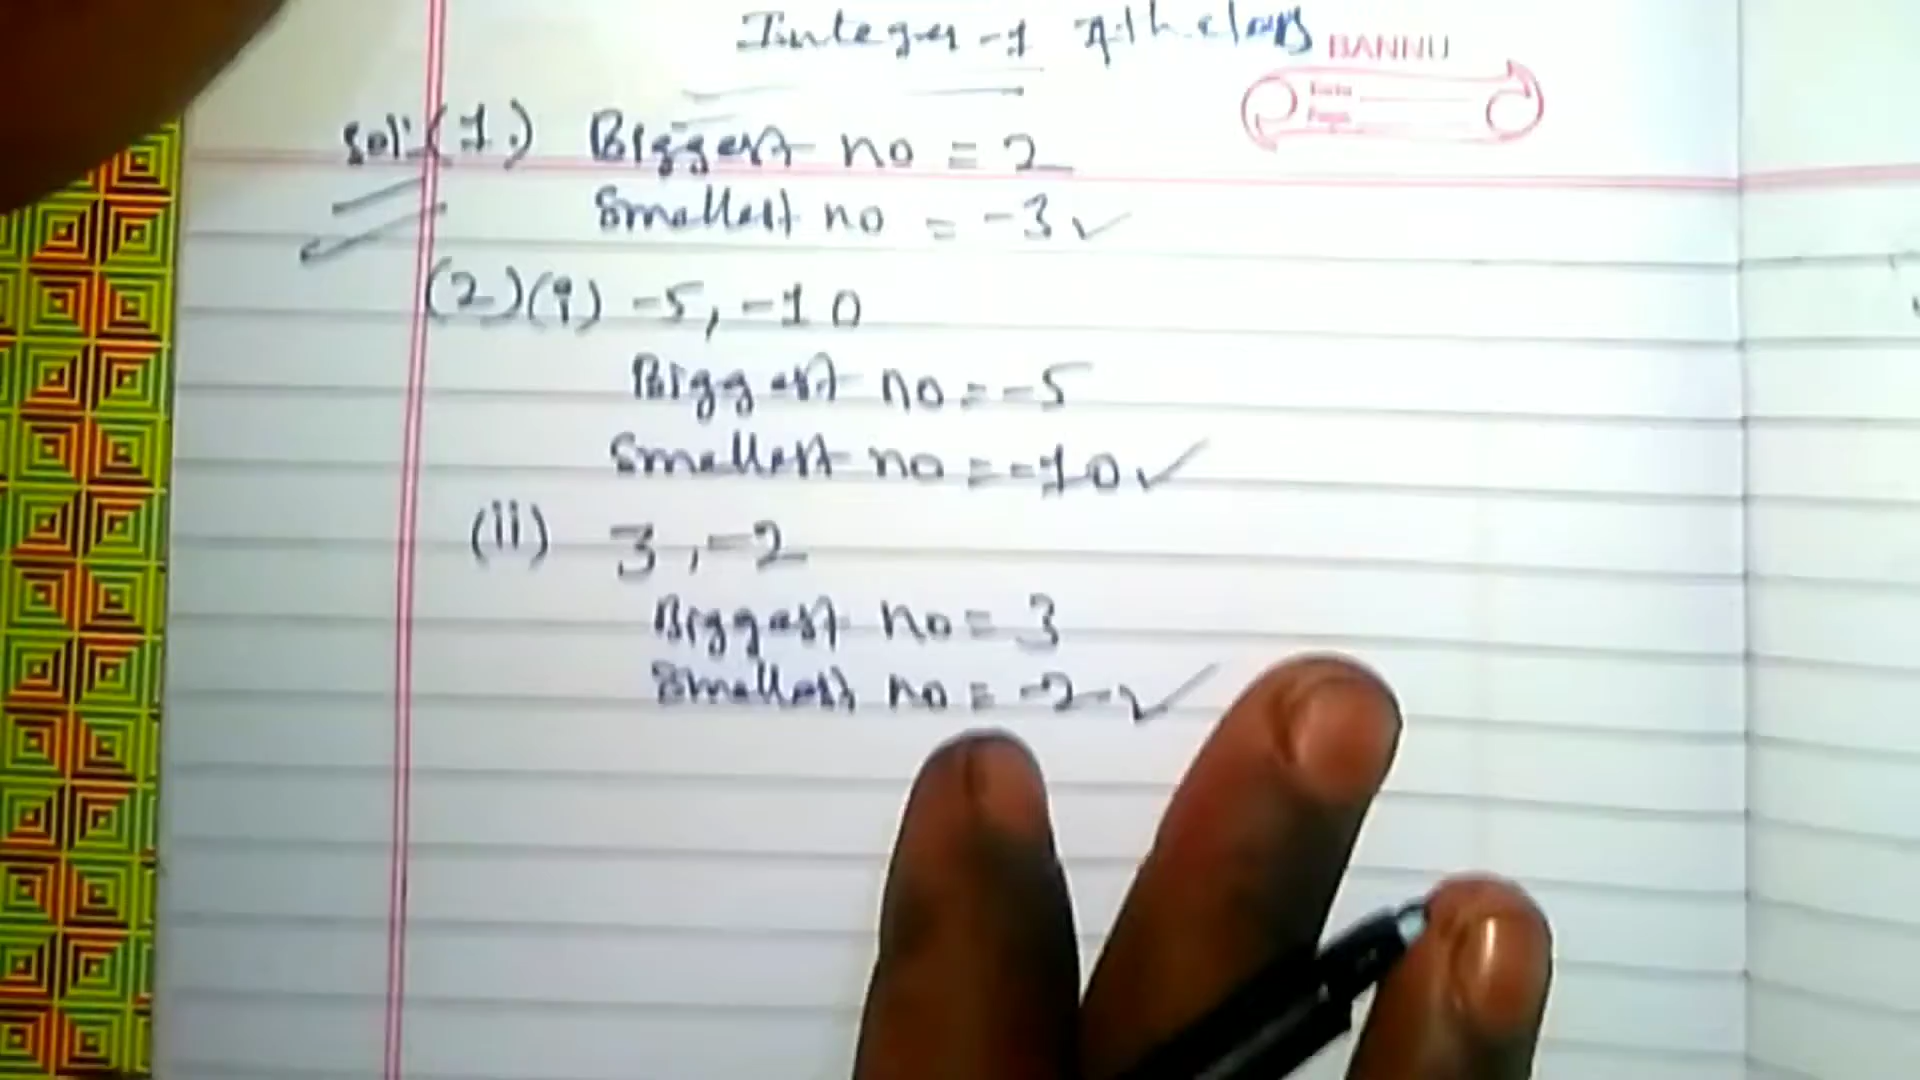 Integer-1 7th class
BANNU
Sol:(1.) Biggest no = 2
Smallest no = -3 ✓
(2)(i) -5, -10
Biggest no = -5
Smallest no = -10 ✓
(ii) 3, -2
Biggest no = 3
Smallest no = -2 ✓